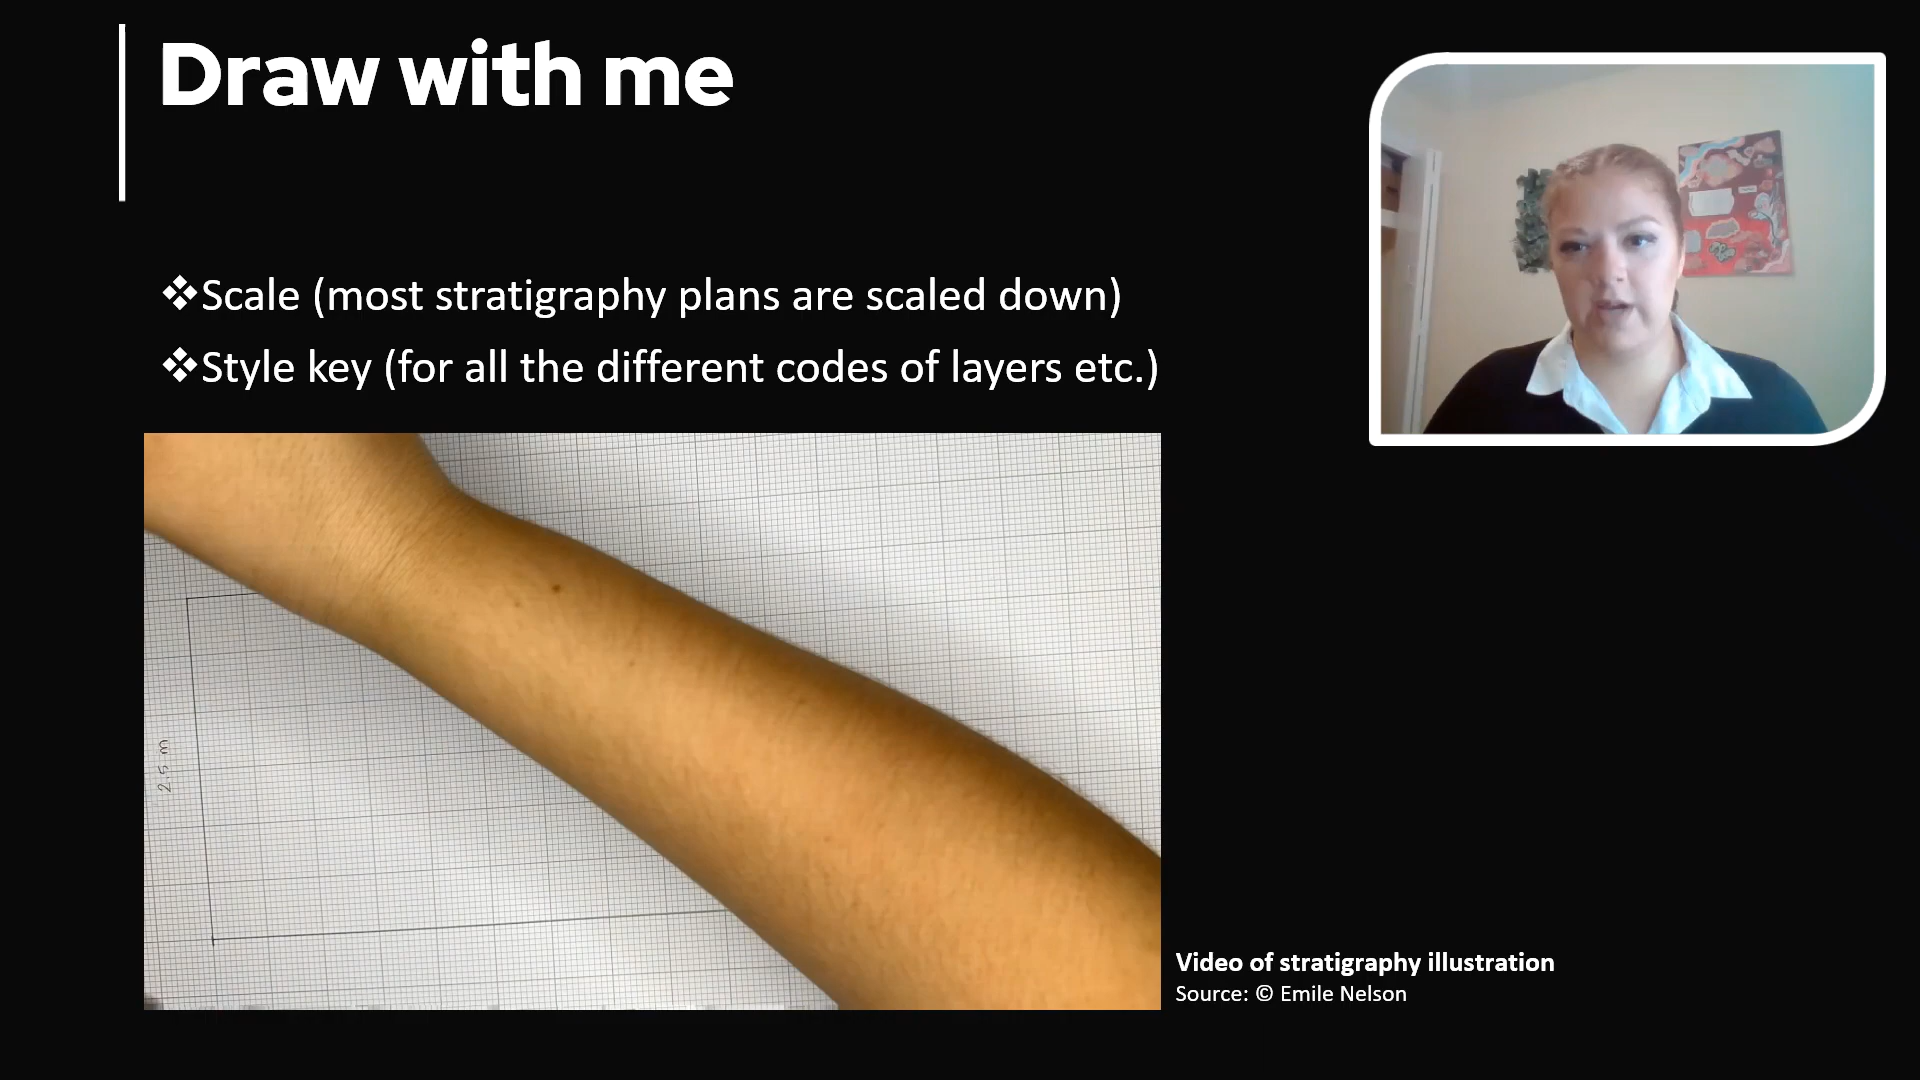 Draw with me
❖Scale (most stratigraphy plans are scaled down)
❖Style key (for all the different codes of layers etc.)
2.5 m
Video of stratigraphy illustration
Source: © Emile Nelson